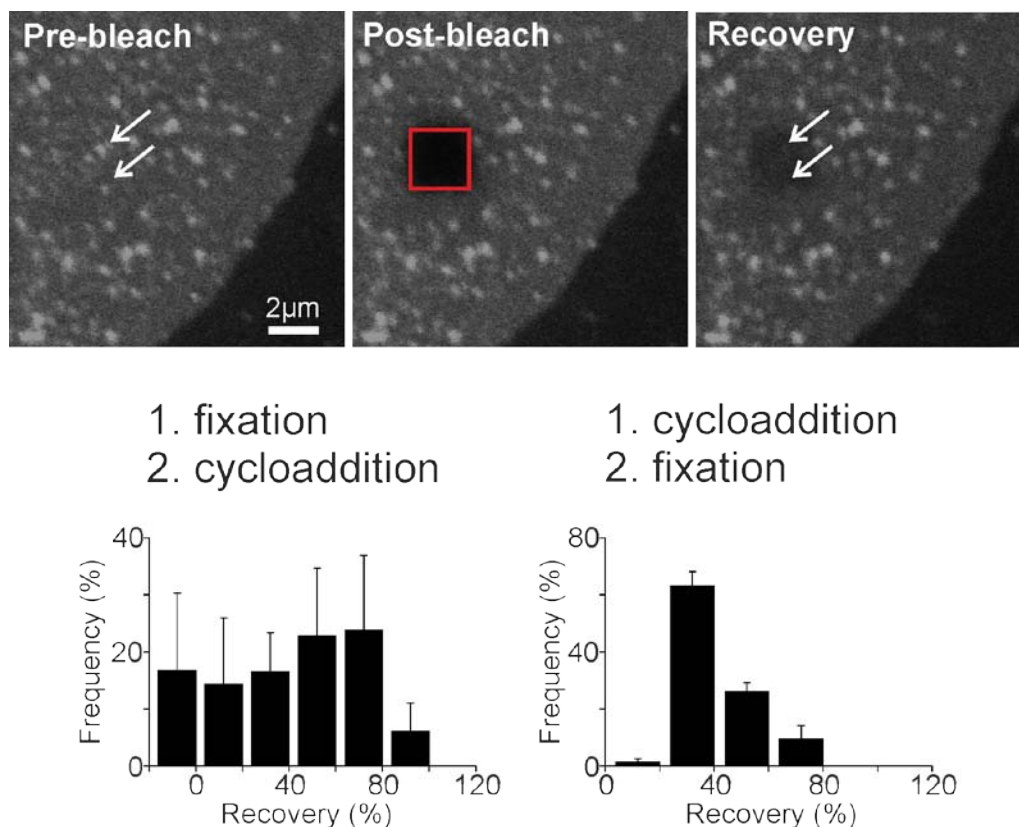 Pre-bleach
Post-bleach
Recovery
2µm
1. fixation
2. cycloaddition
1. cycloaddition
2. fixation
Frequency (%)
40
20
0
0 40 80 120
Recovery (%)
Frequency (%)
80
40
0
0 40 80 120
Recovery (%)